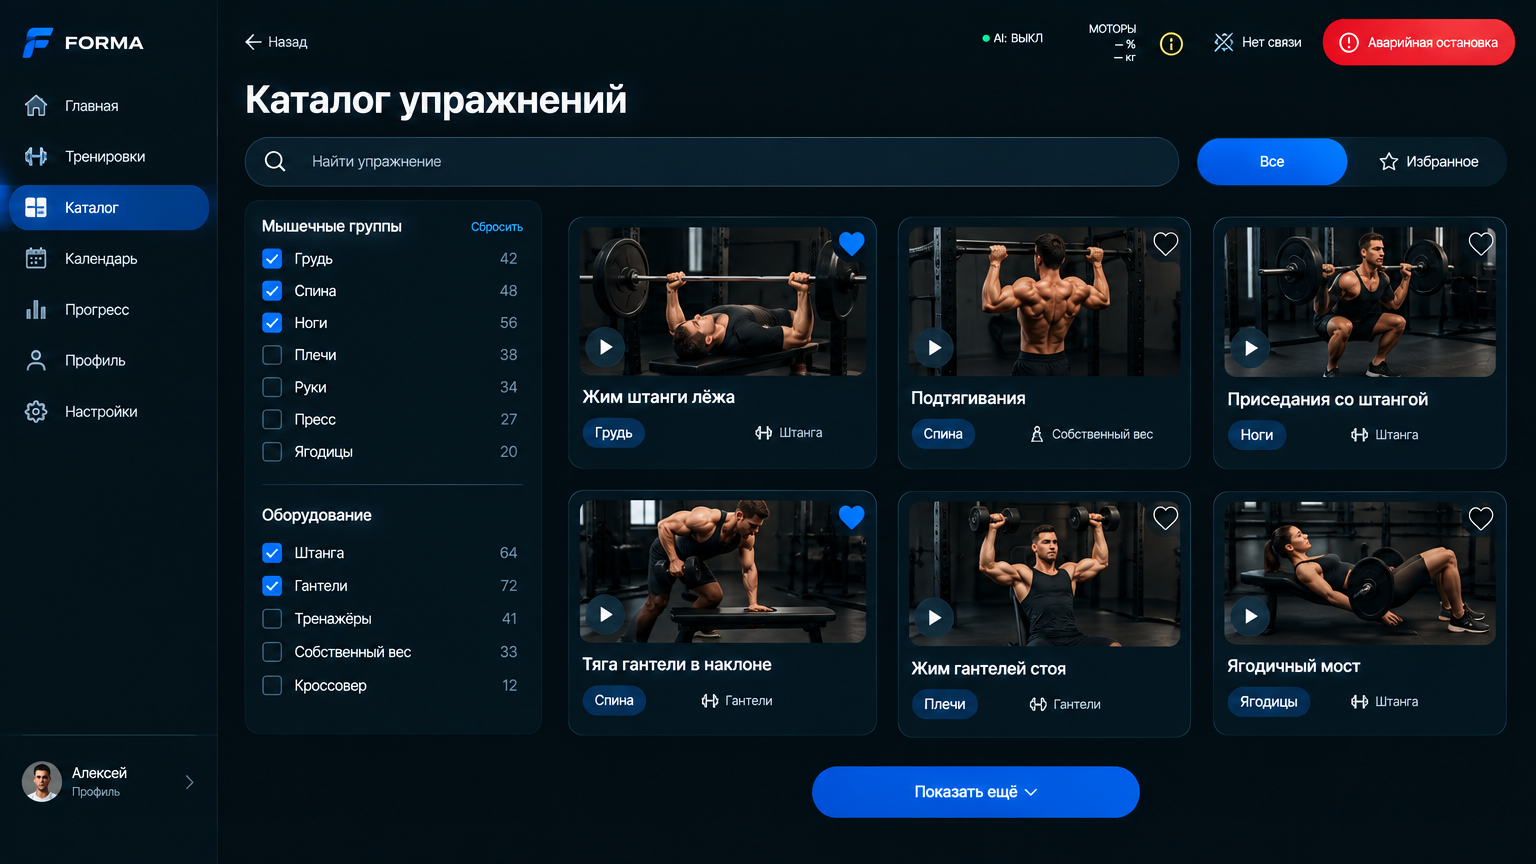 FORMA
Главная
Тренировки
Каталог
Календарь
Прогресс
Профиль
Настройки
Алексей
Профиль
Назад
AI: ВЫКЛ
МОТОРЫ
– %
– кг
Нет связи
Аварийная остановка
Каталог упражнений
Найти упражнение
Все
Избранное
Мышечные группы Сбросить
Грудь 42
Спина 48
Ноги 56
Плечи 38
Руки 34
Пресс 27
Ягодицы 20
Оборудование
Штанга 64
Гантели 72
Тренажёры 41
Собственный вес 33
Кроссовер 12
Жим штанги лёжа
Грудь Штанга
Подтягивания
Спина Собственный вес
Приседания со штангой
Ноги Штанга
Тяга гантели в наклоне
Спина Гантели
Жим гантелей стоя
Плечи Гантели
Ягодичный мост
Ягодицы Штанга
Показать ещё